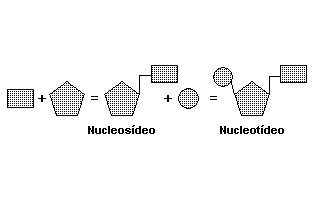 + = + =
Nucleosídeo Nucleotídeo